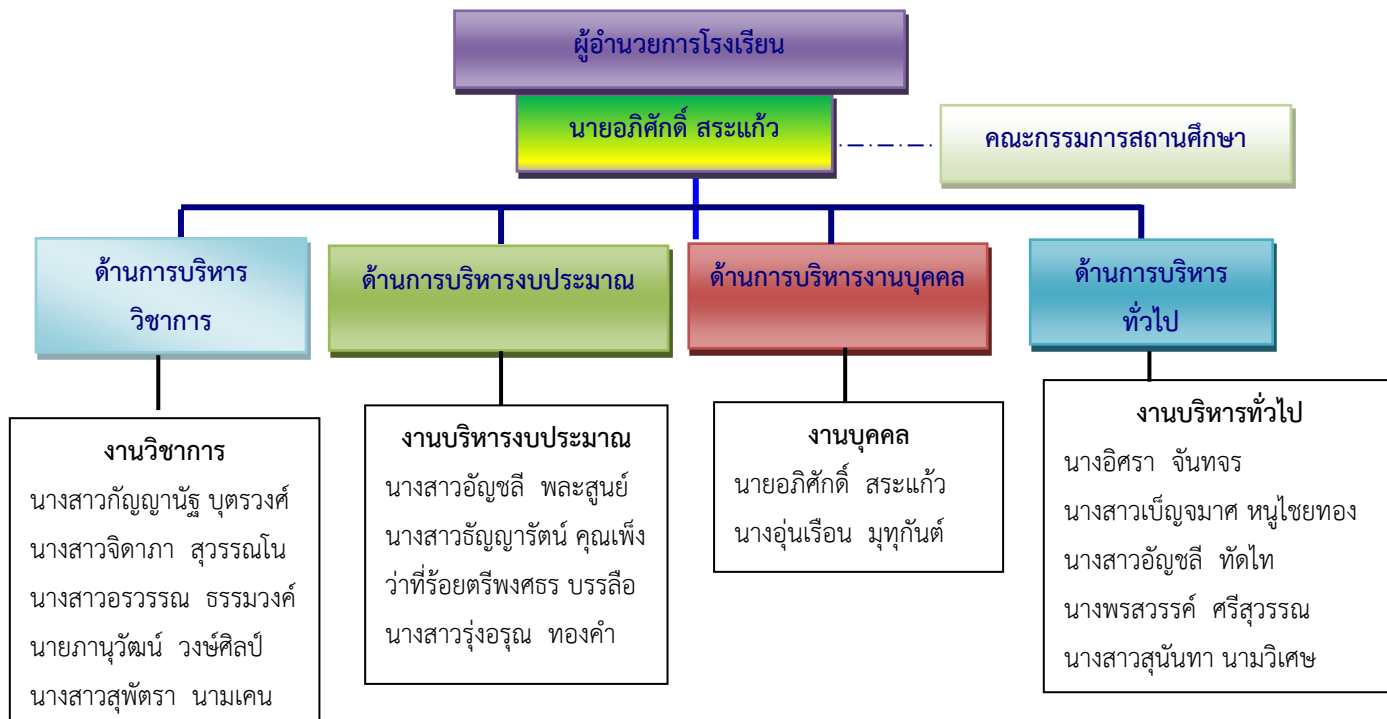 ผู้อำนวยการโรงเรียน
นายอภิศักดิ์ สระแก้ว
คณะกรรมการสถานศึกษา
ด้านการบริหาร
วิชาการ
ด้านการบริหารงบประมาณ
ด้านการบริหารงานบุคคล
ด้านการบริหาร
ทั่วไป
งานวิชาการ
นางสาวกัญญานัฐ บุตรวงศ์
นางสาวจิดาภา สุวรรณโน
นางสาวอรวรรณ ธรรมวงค์
นายภานุวัฒน์ วงษ์ศิลป์
นางสาวสุพัตรา นามเคน
งานบริหารงบประมาณ
นางสาวอัญชลี พละสูนย์
นางสาวธัญญารัตน์ คุณเพ็ง
ว่าที่ร้อยตรีพงศธร บรรลือ
นางสาวรุ่งอรุณ ทองคำ
งานบุคคล
นายอภิศักดิ์ สระแก้ว
นางอุ่นเรือน มุทุกันต์
งานบริหารทั่วไป
นางอิศรา จันทจร
นางสาวเบ็ญจมาศ หนูไชยทอง
นางสาวอัญชลี ทัดไท
นางพรสวรรค์ ศรีสุวรรณ
นางสาวสุนันทา นามวิเศษ